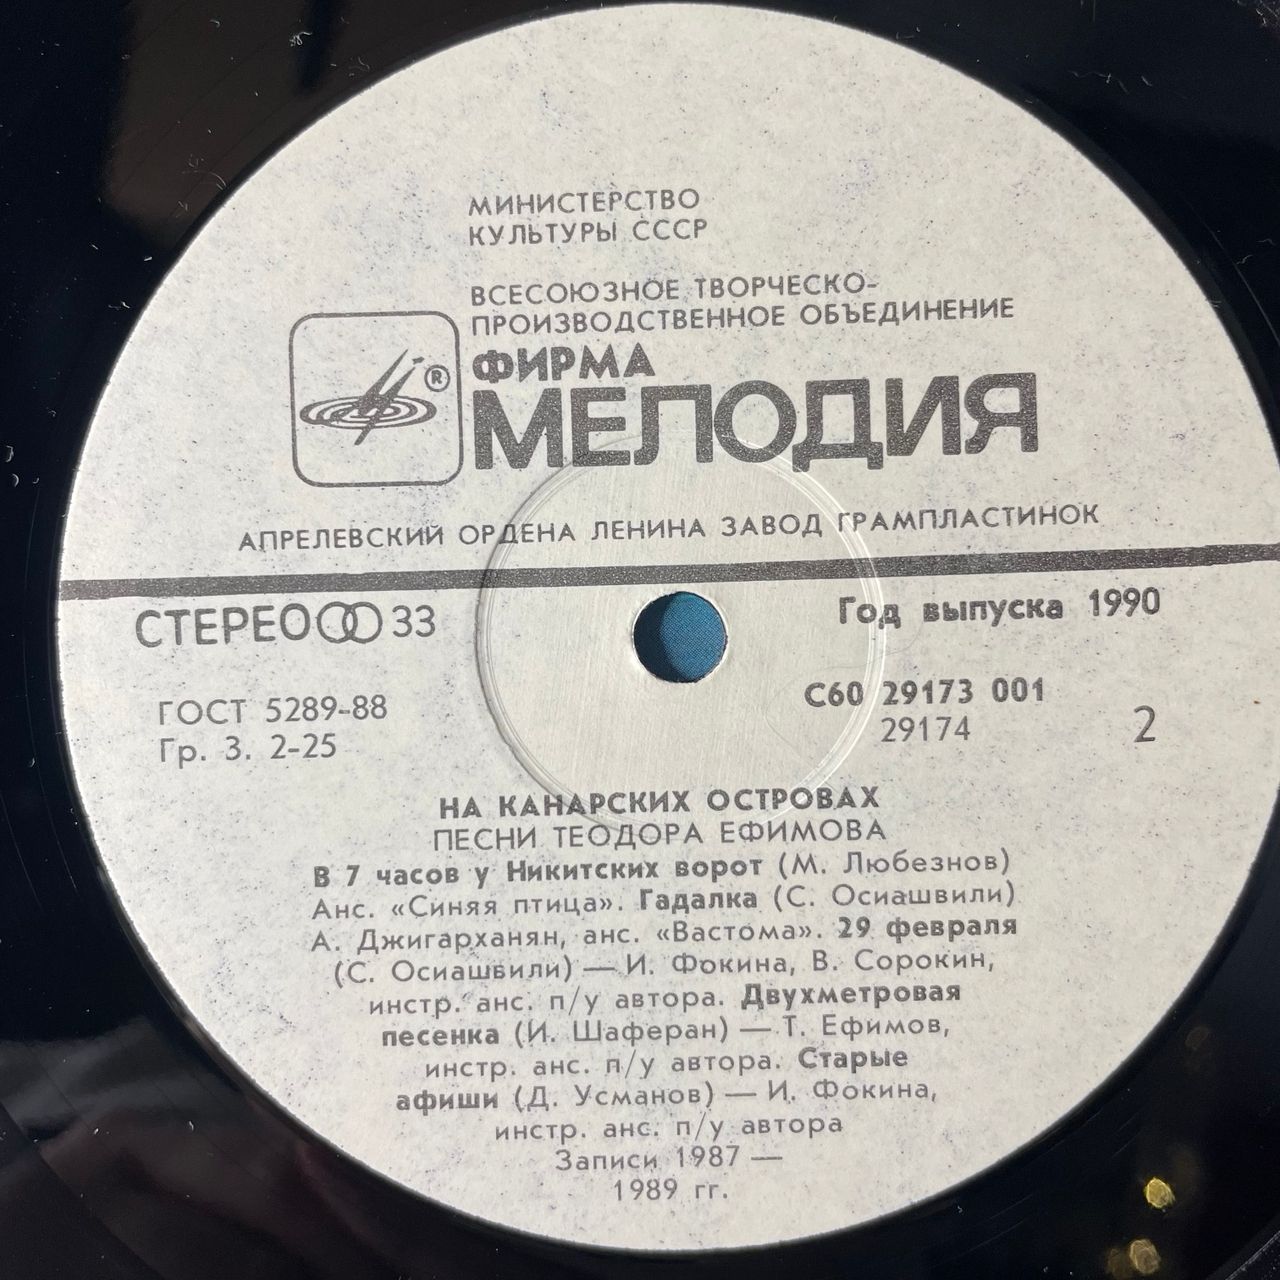 МИНИСТЕРСТВО
КУЛЬТУРЫ СССР
ВСЕСОЮЗНОЕ ТВОРЧЕСКО-
ПРОИЗВОДСТВЕННОЕ ОБЪЕДИНЕНИЕ
ФИРМА
®
МЕЛОДИЯ
АПРЕЛЕВСКИЙ ОРДЕНА ЛЕНИНА ЗАВОД ГРАМПЛАСТИНОК
СТЕРЕО 33
Год выпуска 1990
ГОСТ 5289-88
Гр. 3. 2-25
С60 29173 001
29174
2
НА КАНАРСКИХ ОСТРОВАХ
ПЕСНИ ТЕОДОРА ЕФИМОВА
В 7 часов у Никитских ворот (М. Любезнов)
Анс. «Синяя птица». Гадалка (С. Осиашвили)
А. Джигарханян, анс. «Вастома». 29 февраля
(С. Осиашвили) — И. Фокина, В. Сорокин,
инстр. анс. п/у автора. Двухметровая
песенка (И. Шаферан) — Т. Ефимов,
инстр. анс. п/у автора. Старые
афиши (Д. Усманов) — И. Фокина,
инстр. анс. п/у автора
Записи 1987 —
1989 гг.